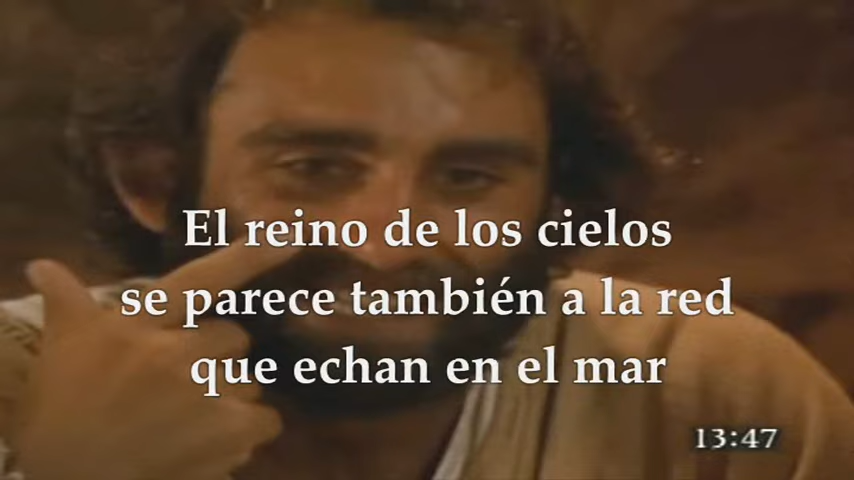 El reino de los cielos
se parece también a la red
que echan en el mar
13:47